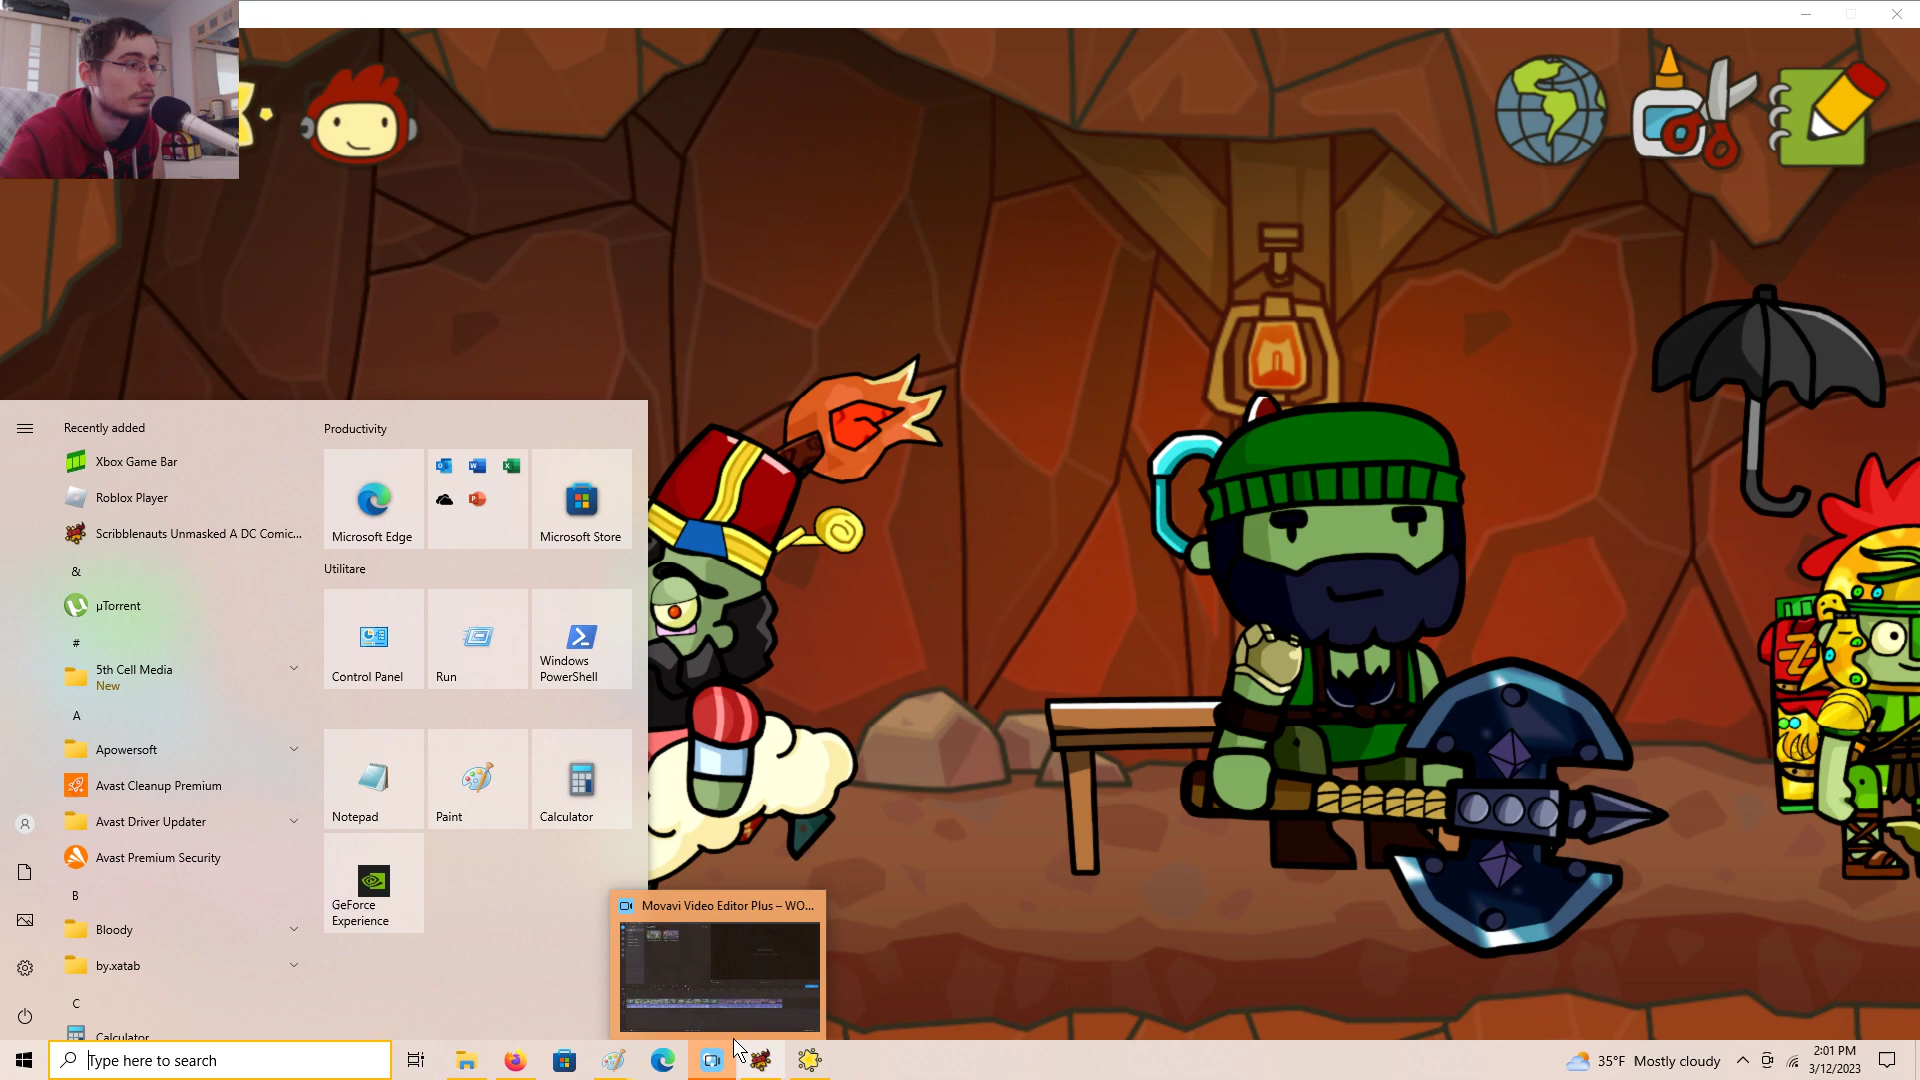 Recently added
Xbox Game Bar
Roblox Player
Scribblenauts Unmasked A DC Comic...
&
µTorrent
#
5th Cell Media
New
A
Apowersoft
Avast Cleanup Premium
Avast Driver Updater
Avast Premium Security
B
Bloody
by.xatab
C
Calculator
Productivity
Microsoft Edge
Microsoft Store
Utilitare
Control Panel
Run
Windows
PowerShell
Notepad
Paint
Calculator
GeForce
Experience
Movavi Video Editor Plus – WO...
Type here to search
35°F Mostly cloudy
2:01 PM
3/12/2023